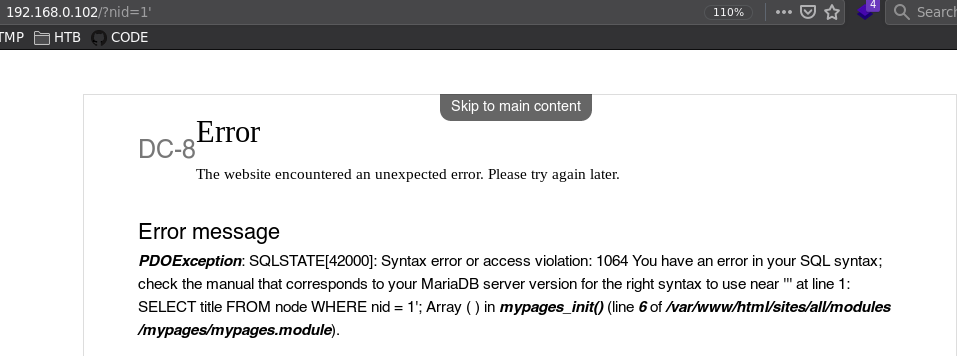 192.168.0.102/?nid=1'
110%
4
Search
TMP HTB CODE
Skip to main content
DC-8
Error
The website encountered an unexpected error. Please try again later.
Error message
PDOException: SQLSTATE[42000]: Syntax error or access violation: 1064 You have an error in your SQL syntax;
check the manual that corresponds to your MariaDB server version for the right syntax to use near ''' at line 1:
SELECT title FROM node WHERE nid = 1'; Array ( ) in mypages_init() (line 6 of /var/www/html/sites/all/modules
/mypages/mypages.module).